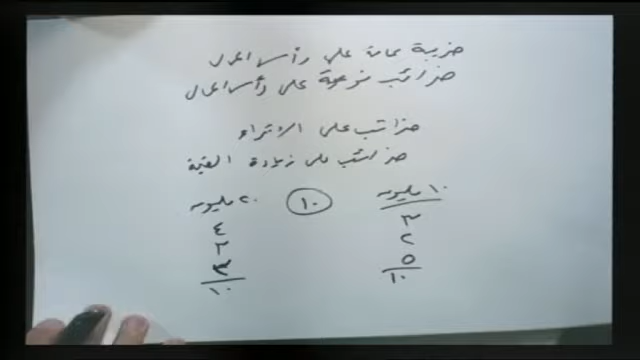 ضريبة عامة على رأس المال
ضرائب نوعية على رأس المال
ضرائب على الإثراء
ضرائب على زيادة القيمة
١٠ مليون
٣
٢
٥
١٠
١٠
٢٠ مليون
٤
٣
٣
١٠